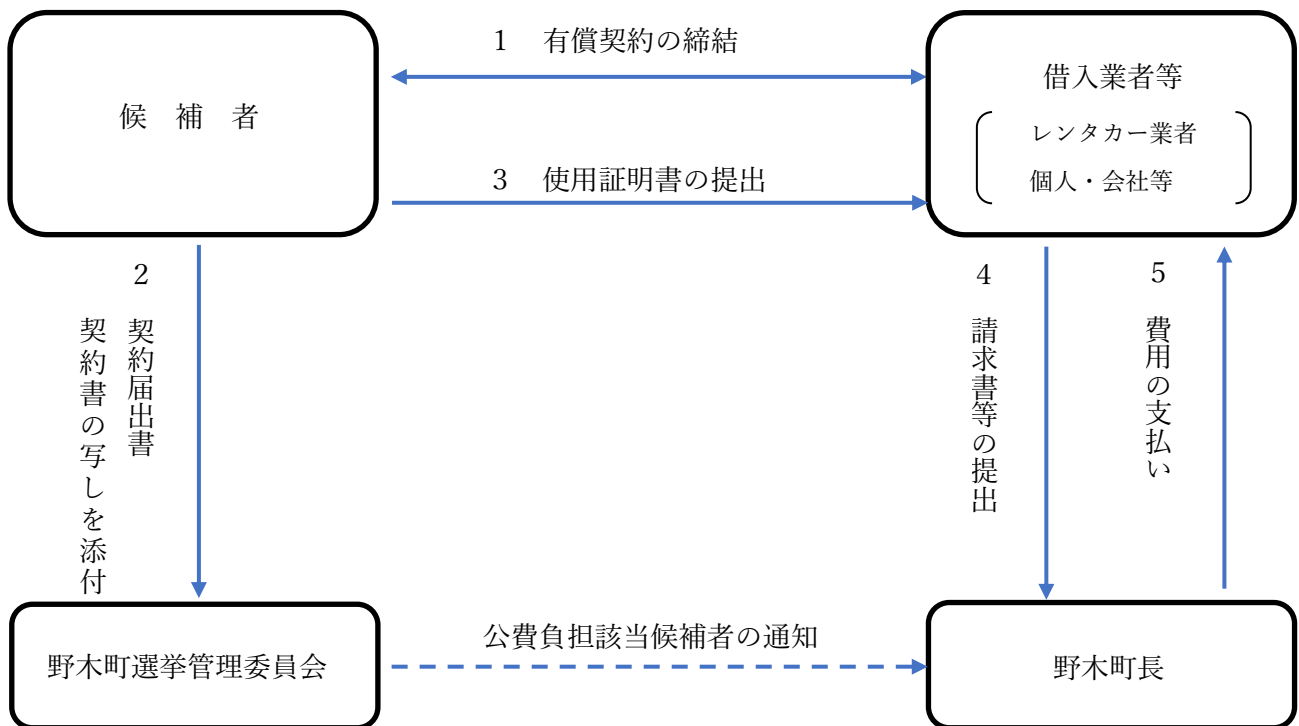 1 有償契約の締結
候 補 者
借入業者等
レンタカー業者
個人・会社等
3 使用証明書の提出
2 契約届出書
契約書の写しを添付
4 請求書等の提出
5 費用の支払い
野木町選挙管理委員会
公費負担該当候補者の通知
野木町長